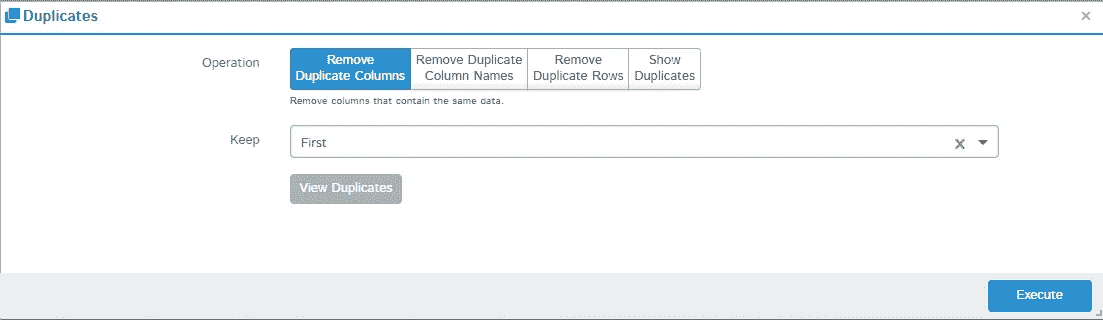 Duplicates
Operation
Remove
Duplicate Columns
Remove Duplicate
Column Names
Remove
Duplicate Rows
Show
Duplicates
Remove columns that contain the same data.
Keep
First
View Duplicates
Execute